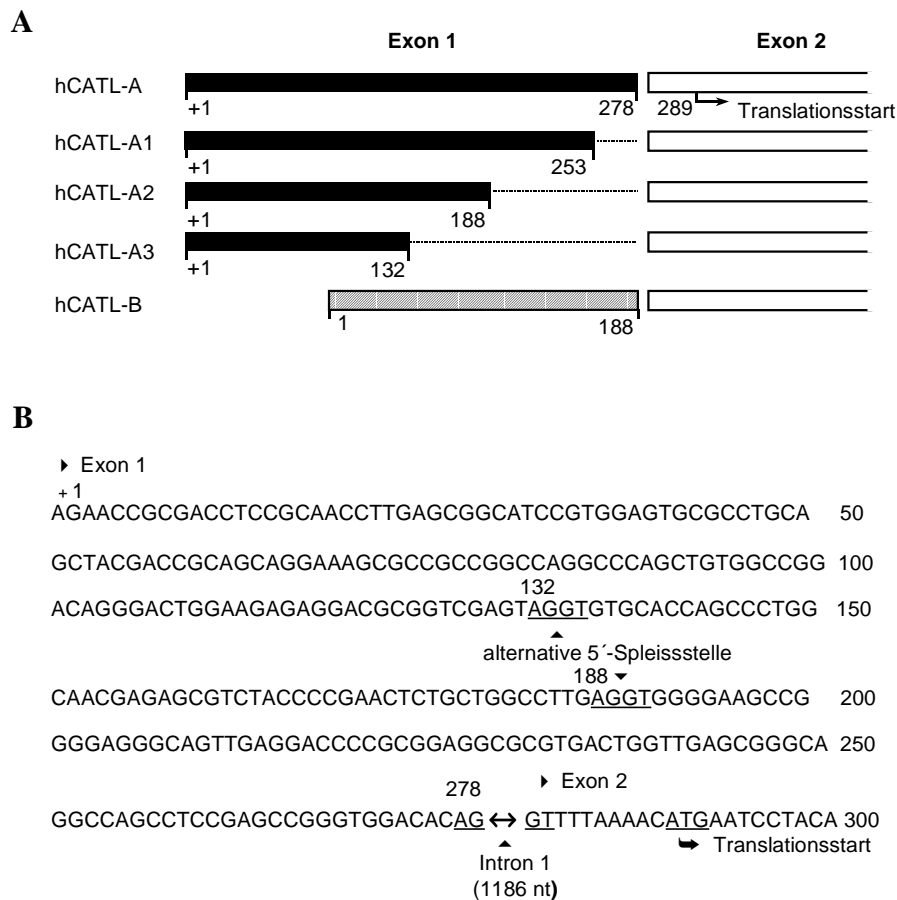 A
Exon 1 Exon 2
hCATL-A
+1 278 289 Translationsstart
hCATL-A1
+1 253
hCATL-A2
+1 188
hCATL-A3
+1 132
hCATL-B
1 188
B
Exon 1
+1
AGAACCGCGACCTCCGCAACCTTGAGCGGCATCCGTGGAGTGCGCCTGCA 50
GCTACGACCGCAGCAGGAAAGCGCCGCCGGCCAGGCCCAGCTGTGGCCGG 100
132
ACAGGGACTGGAAGAGAGGACGCGGTCGAGTAGGTGTGCACCAGCCCTGG 150
alternative 5´-Spleissstelle
188
CAACGAGAGCGTCTACCCCGAACTCTGCTGGCCTTGAGGTGGGGAAGCCG 200
GGGAGGGCAGTTGAGGACCCCGCGGAGGCGCGTGACTGGTTGAGCGGGCA 250
278 Exon 2
GGCCAGCCTCCGAGCCGGGTGGACACAG ↔ GTTTTAAAACATGAATCCTACA 300
Intron 1 Translationsstart
(1186 nt)